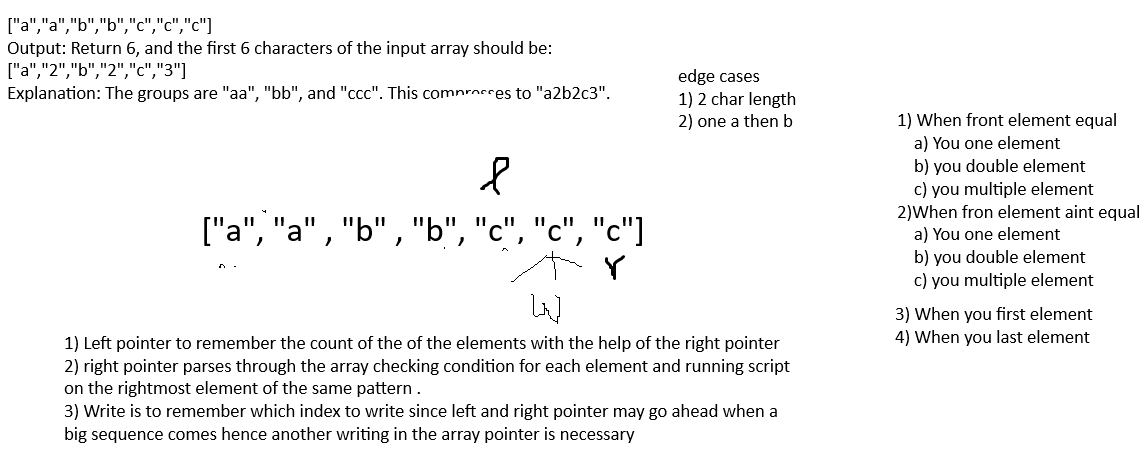 ["a","a","b","b","c","c","c"]
Output: Return 6, and the first 6 characters of the input array should be:
["a","2","b","2","c","3"]
Explanation: The groups are "aa", "bb", and "ccc". This compresses to "a2b2c3".
edge cases
1) 2 char length
2) one a then b
1) When front element equal
a) You one element
b) you double element
c) you multiple element
2)When fron element aint equal
a) You one element
b) you double element
c) you multiple element
3) When you first element
4) When you last element
l
["a", "a" , "b" , "b", "c", "c", "c"]
r
W
1) Left pointer to remember the count of the of the elements with the help of the right pointer
2) right pointer parses through the array checking condition for each element and running script
on the rightmost element of the same pattern .
3) Write is to remember which index to write since left and right pointer may go ahead when a
big sequence comes hence another writing in the array pointer is necessary